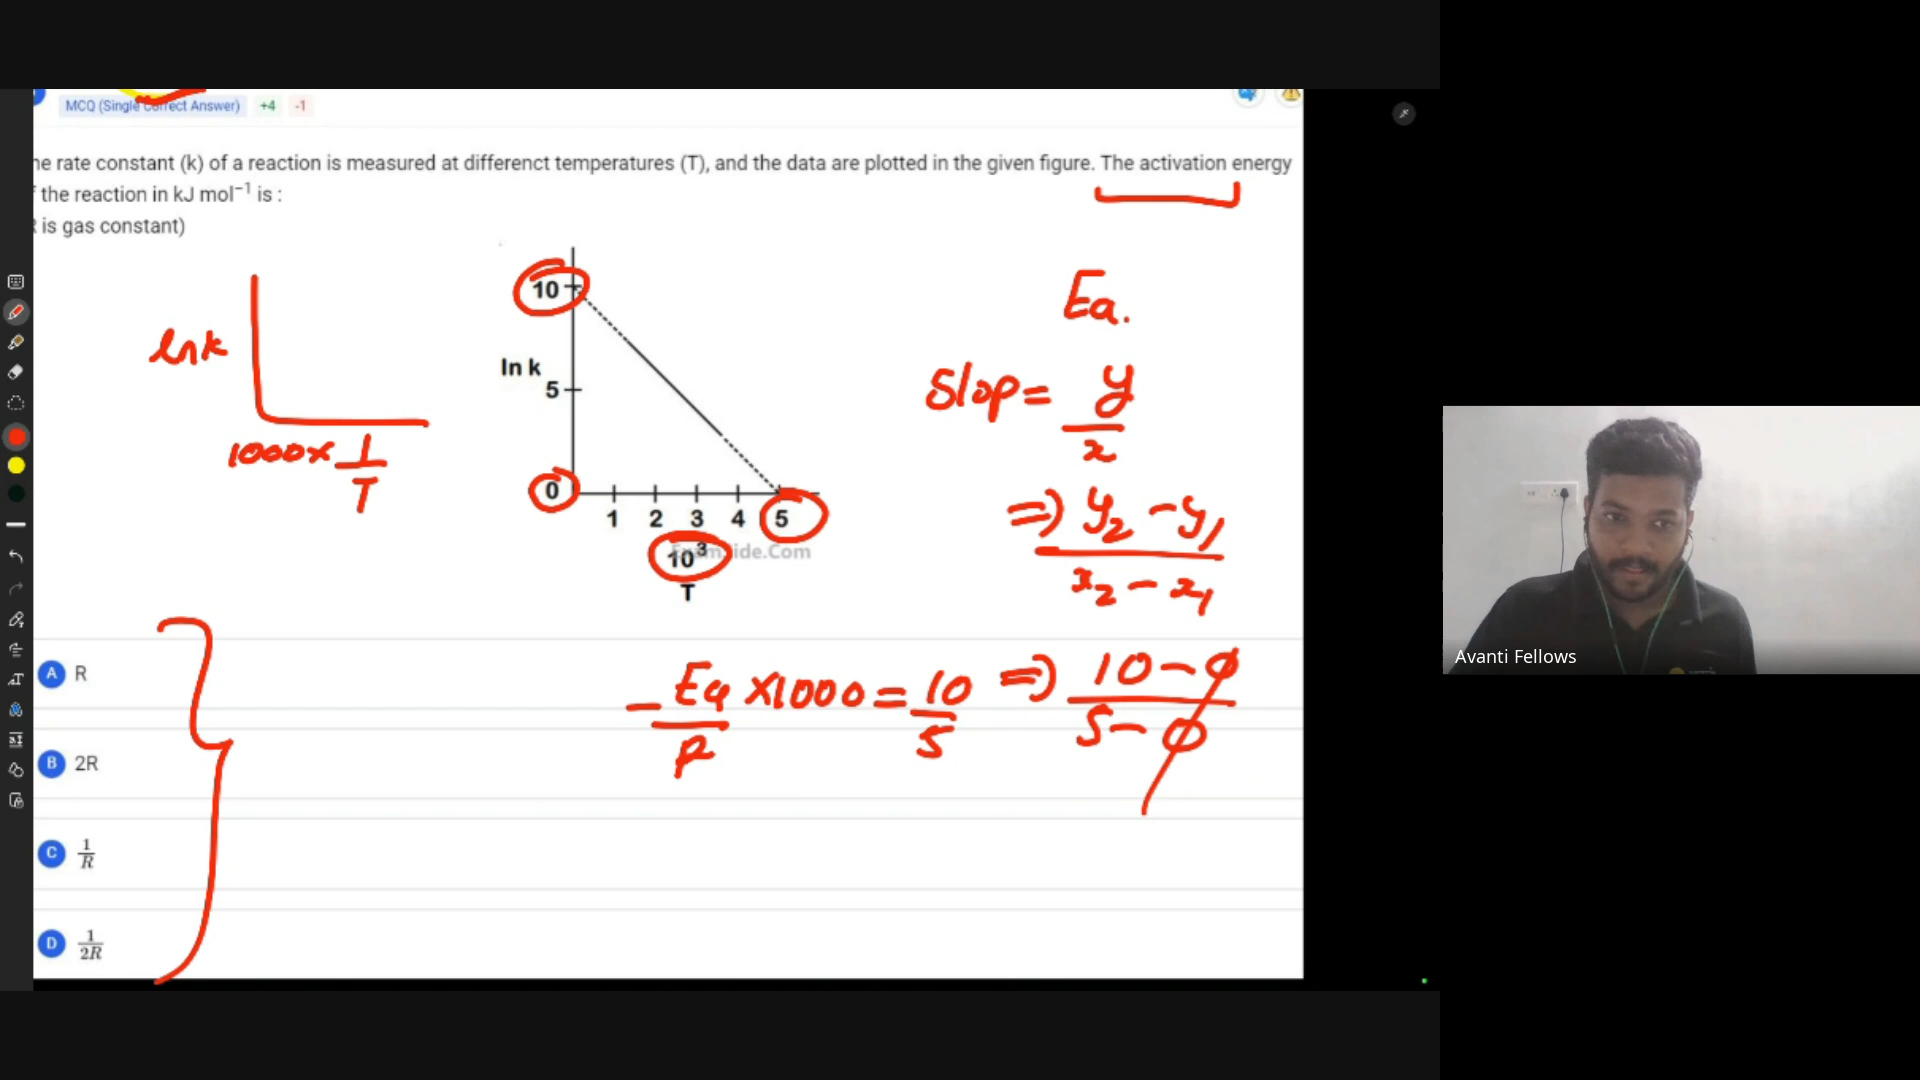 MCQ (Single Correct Answer) +4 -1
he rate constant (k) of a reaction is measured at differenct temperatures (T), and the data are plotted in the given figure. The activation energy
f the reaction in kJ mol⁻¹ is :
R is gas constant)
10
ln k
5
0
1 2 3 4 5
10³
T
ExamSide.Com
lnk
1000 × 1/T
Ea.
Slop = y/x
=) y₂ - y₁ / x₂ - x₁
- Ea/R × 1000 = 10/5 =) 10 - 0 / 5 - 0
A R
B 2R
C 1/R
D 1/2R
Avanti Fellows